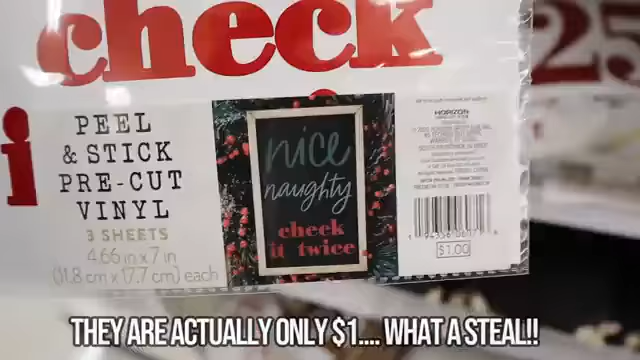 check
25
i
PEEL
& STICK
PRE-CUT
VINYL
3 SHEETS
4.66 in x 7 in
(11.8 cm x 17.7 cm) each
nice
naughty
check
it twice
HORIZON
$1.00
THEY ARE ACTUALLY ONLY $1.... WHAT A STEAL!!